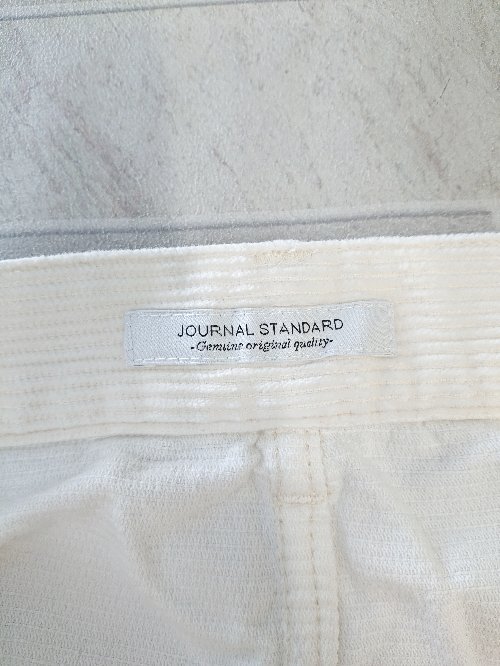 JOURNAL STANDARD
-Genuine original quality-